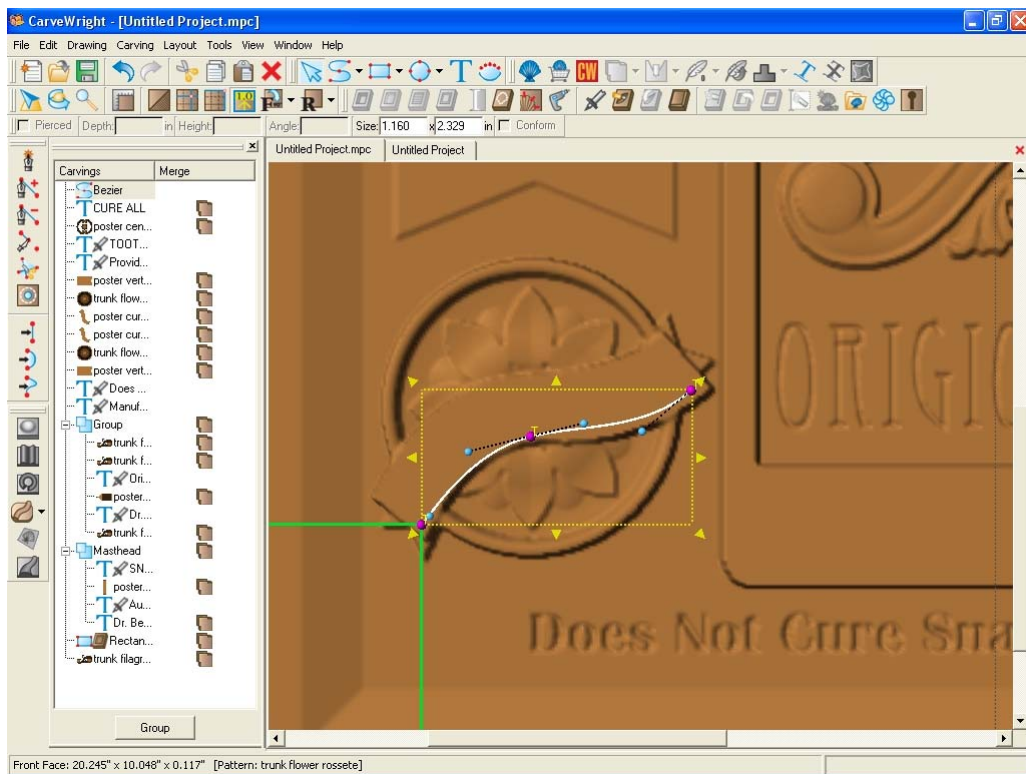 CarveWright - [Untitled Project.mpc]
File Edit Drawing Carving Layout Tools View Window Help
CW
Pierced Depth: in Height: Angle: Size: 1.160 x 2.329 in Conform
Untitled Project.mpc Untitled Project
Carvings Merge
Bezier
CURE ALL
poster cen...
TOOT...
Provid...
poster vert...
trunk flow...
poster cur...
poster cur...
trunk flow...
poster vert...
Does ...
Manuf...
Group
trunk f...
trunk f...
Ori...
poster...
Dr....
trunk f...
Masthead
SN...
poster...
Au...
Dr. Be...
Rectan...
trunk filagr...
Group
ORIGIC
Does Not Cure Sna
Front Face: 20.245" x 10.048" x 0.117" [Pattern: trunk flower rossete]